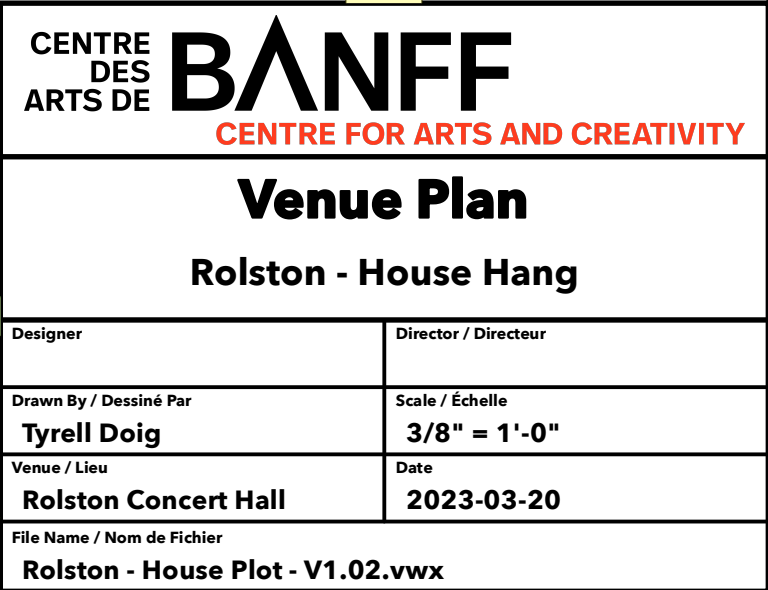 CENTRE
DES
ARTS DE
BANFF
CENTRE FOR ARTS AND CREATIVITY
Venue Plan
Rolston - House Hang
Designer
Director / Directeur
Drawn By / Dessiné Par
Tyrell Doig
Scale / Échelle
3/8" = 1'-0"
Venue / Lieu
Rolston Concert Hall
Date
2023-03-20
File Name / Nom de Fichier
Rolston - House Plot - V1.02.vwx